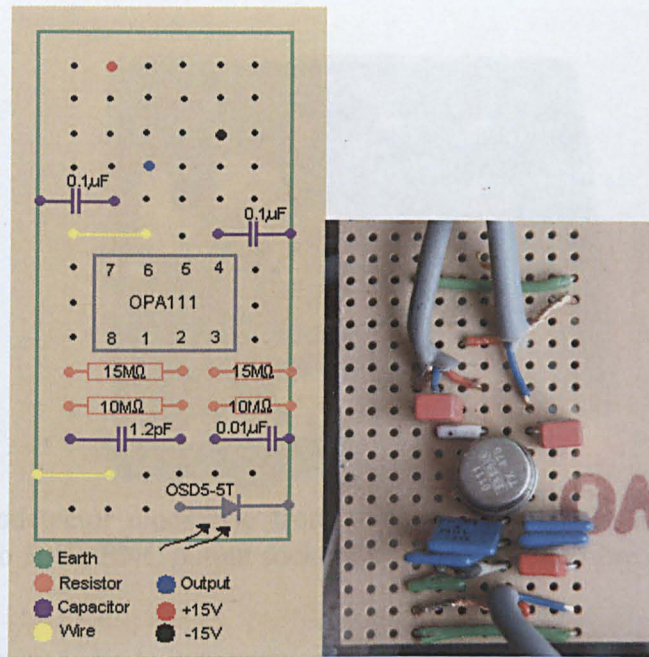 0.1µF
0.1µF
7 6 5 4
OPA111
8 1 2 3
15MΩ 15MΩ
10MΩ 10MΩ
1.2pF 0.01µF
OSD5-5T
Earth
Resistor Output
Capacitor +15V
Wire -15V